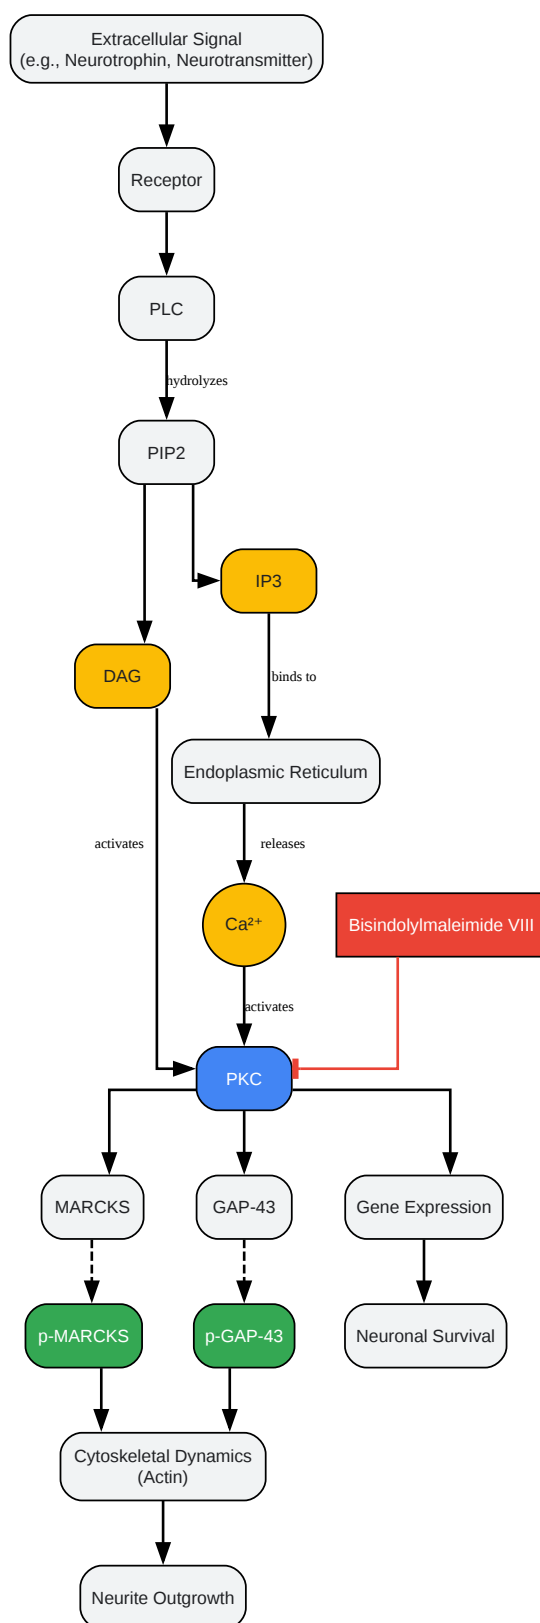 Extracellular Signal
(e.g., Neurotrophin, Neurotransmitter)
Receptor
PLC
hydrolyzes
PIP2
IP3
DAG
binds to
Endoplasmic Reticulum
activates
releases
Ca²⁺
Bisindolylmaleimide VIII
activates
PKC
MARCKS
GAP-43
Gene Expression
p-MARCKS
p-GAP-43
Neuronal Survival
Cytoskeletal Dynamics
(Actin)
Neurite Outgrowth